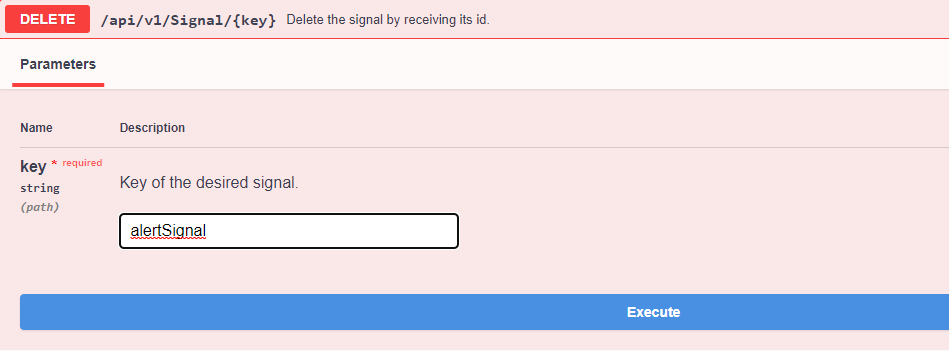 DELETE /api/v1/Signal/{key} Delete the signal by receiving its id.
Parameters
Name Description
key * required
string
(path)
Key of the desired signal.
alertSignal
Execute